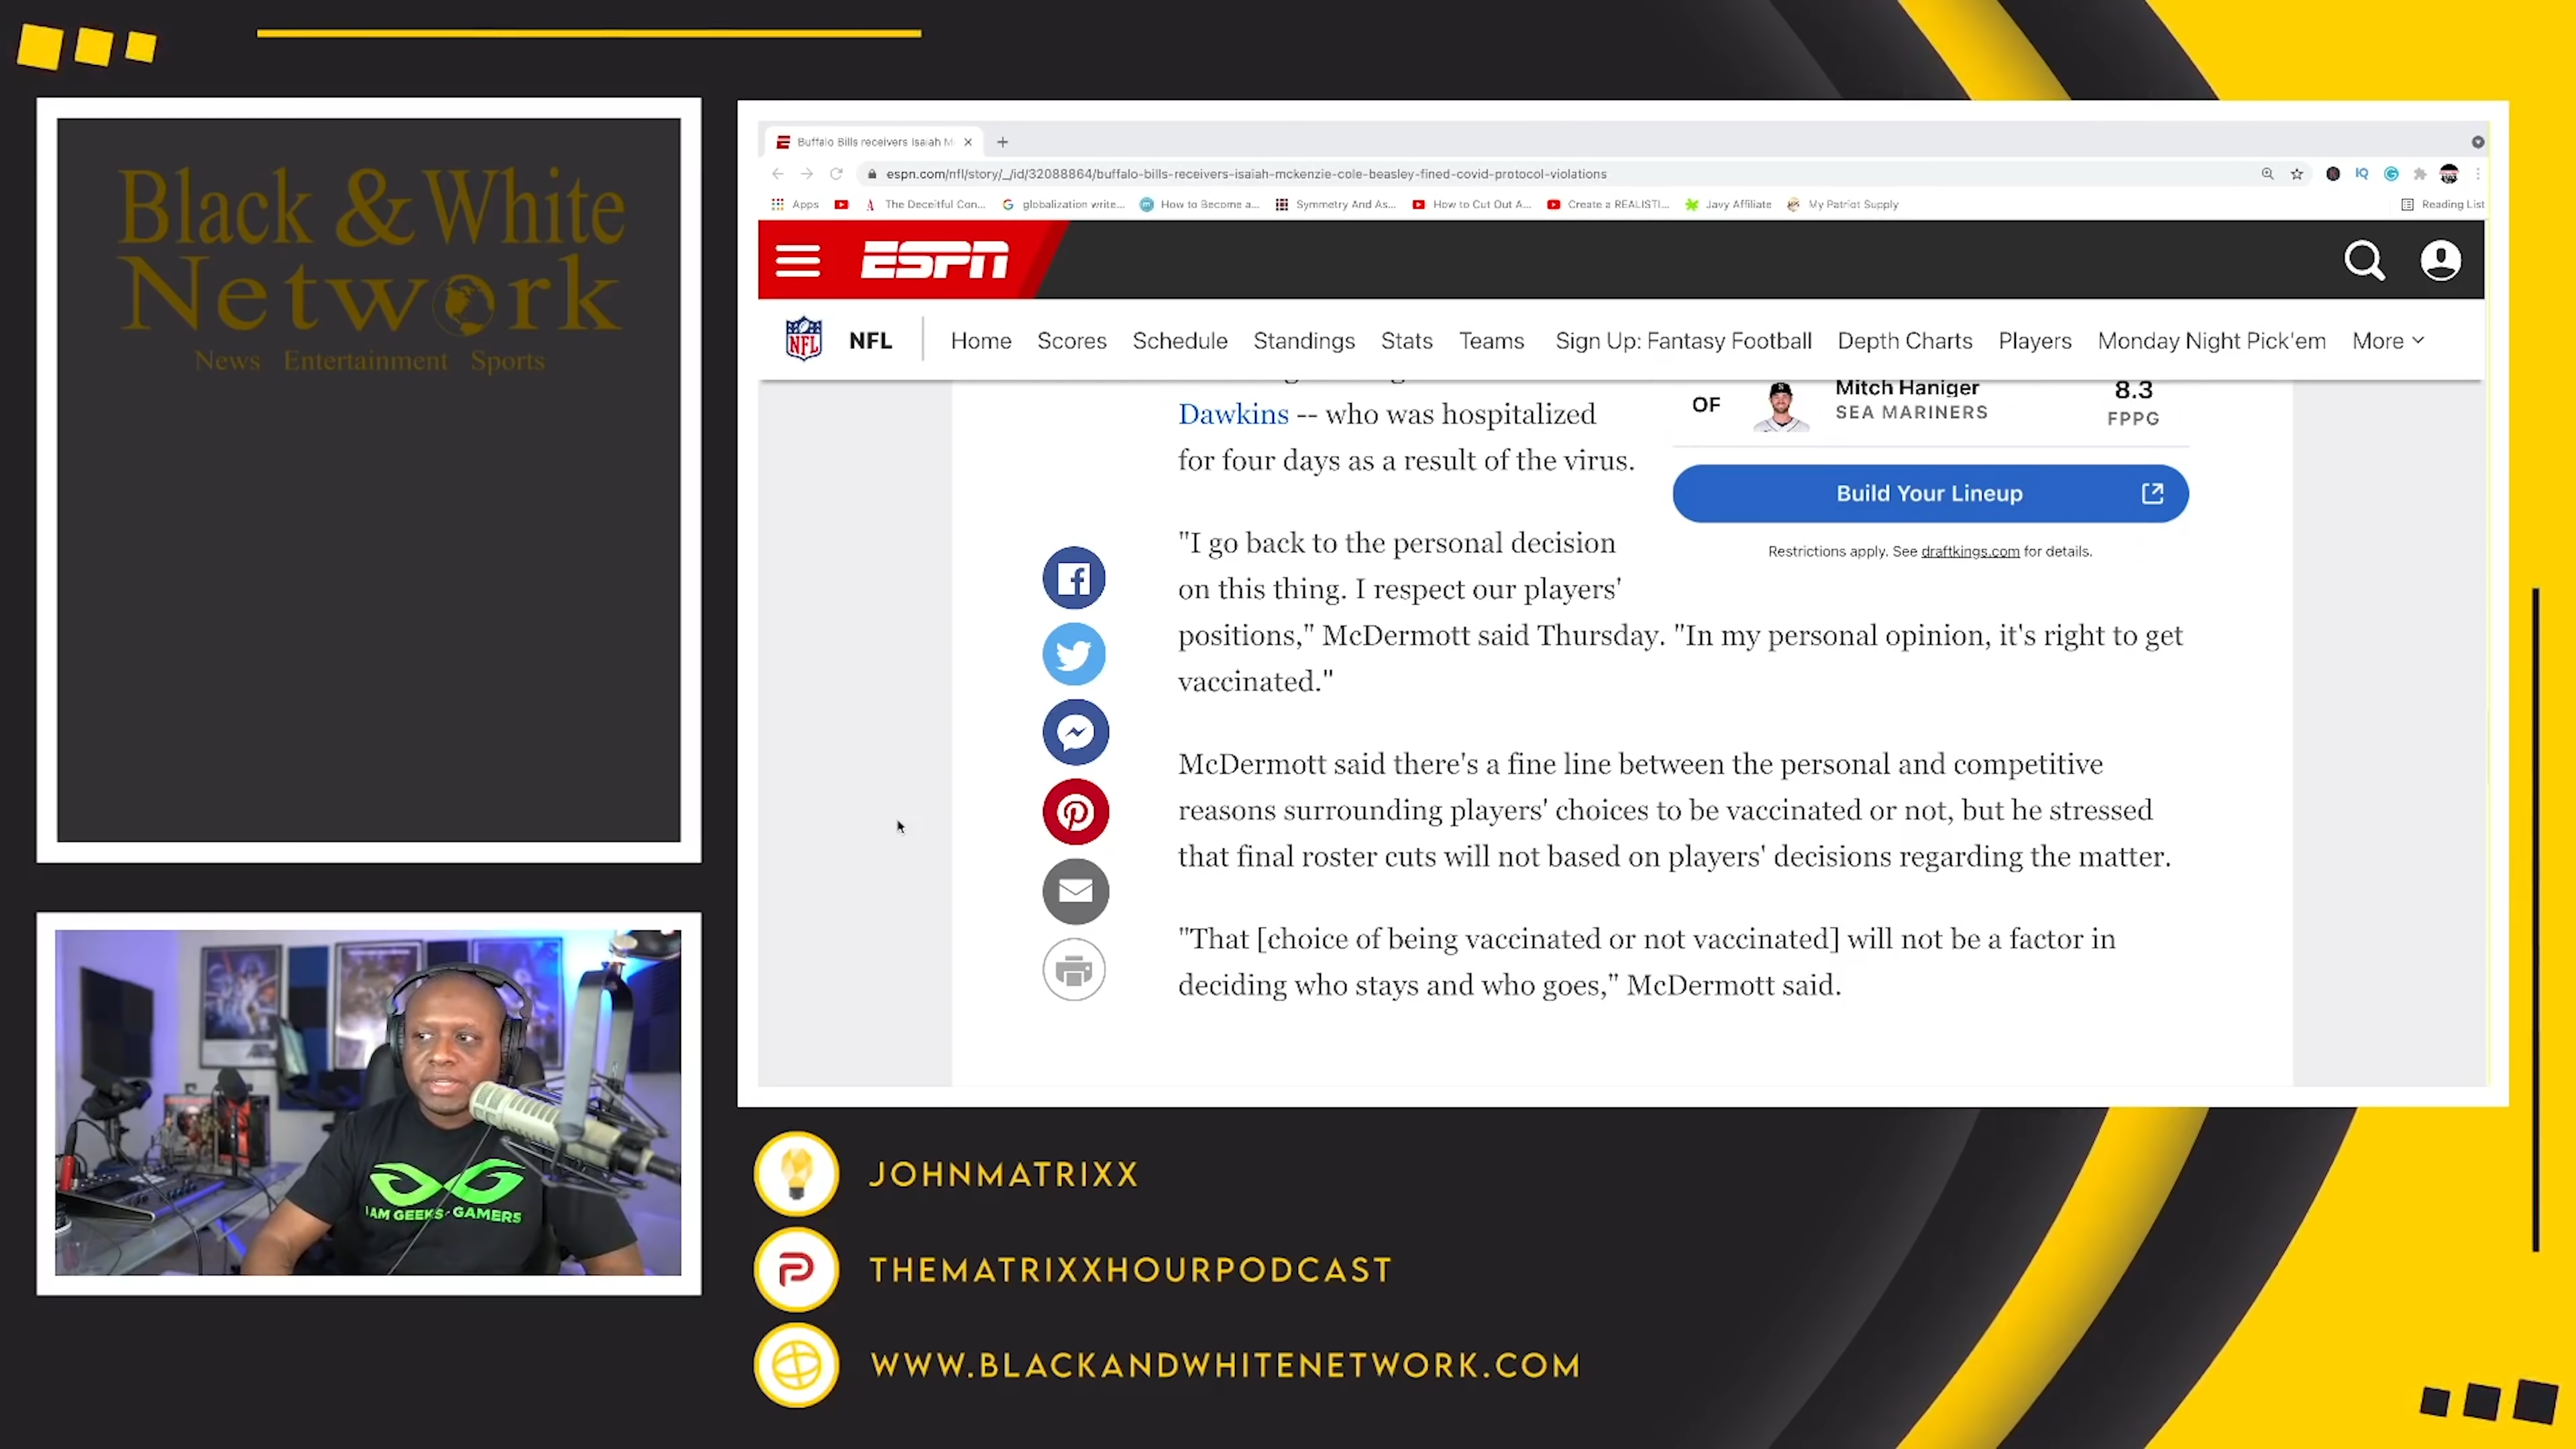 Black & White
Network
News Entertainment Sports
Buffalo Bills receivers Isaiah M
espn.com/nfl/story/_/id/32088864/buffalo-bills-receivers-isaiah-mckenzie-cole-beasley-fined-covid-protocol-violations
Apps The Deceitful Con... globalization write... How to Become a... Symmetry And As... How to Cut Out A... Create a REALISTI... Javy Affiliate My Patriot Supply Reading List
ESPN
NFL NFL Home Scores Schedule Standings Stats Teams Sign Up: Fantasy Football Depth Charts Players Monday Night Pick'em More
Dawkins -- who was hospitalized
for four days as a result of the virus.
OF Mitch Haniger 8.3
SEA MARINERS FPPG
Build Your Lineup
Restrictions apply. See draftkings.com for details.
"I go back to the personal decision
on this thing. I respect our players'
positions," McDermott said Thursday. "In my personal opinion, it's right to get
vaccinated."
McDermott said there's a fine line between the personal and competitive
reasons surrounding players' choices to be vaccinated or not, but he stressed
that final roster cuts will not based on players' decisions regarding the matter.
"That [choice of being vaccinated or not vaccinated] will not be a factor in
deciding who stays and who goes," McDermott said.
I AM GEEKS + GAMERS
JOHNMATRIXX
THEMATRIXXHOURPODCAST
WWW.BLACKANDWHITENETWORK.COM